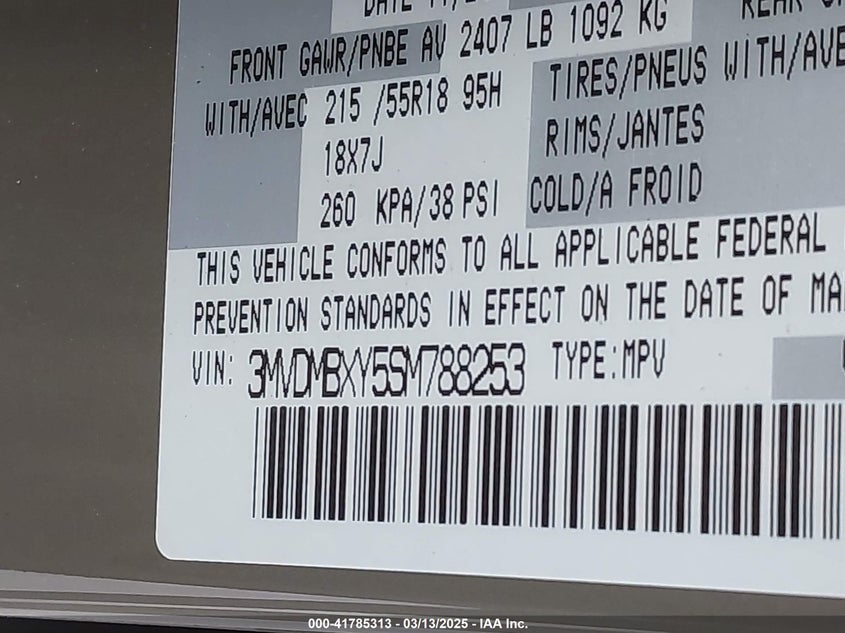 DATE
FRONT GAWR/PNBE AV 2407 LB 1092 KG
WITH/AVEC 215 /55R18 95H TIRES/PNEUS WITH/AVE
18X7J RIMS/JANTES
260 KPA/38 PSI COLD/A FROID
THIS VEHICLE CONFORMS TO ALL APPLICABLE FEDERAL
PREVENTION STANDARDS IN EFFECT ON THE DATE OF MA
VIN: 3MVDMBXY5SM788253 TYPE:MPV
000-41785313 - 03/13/2025 - IAA Inc.